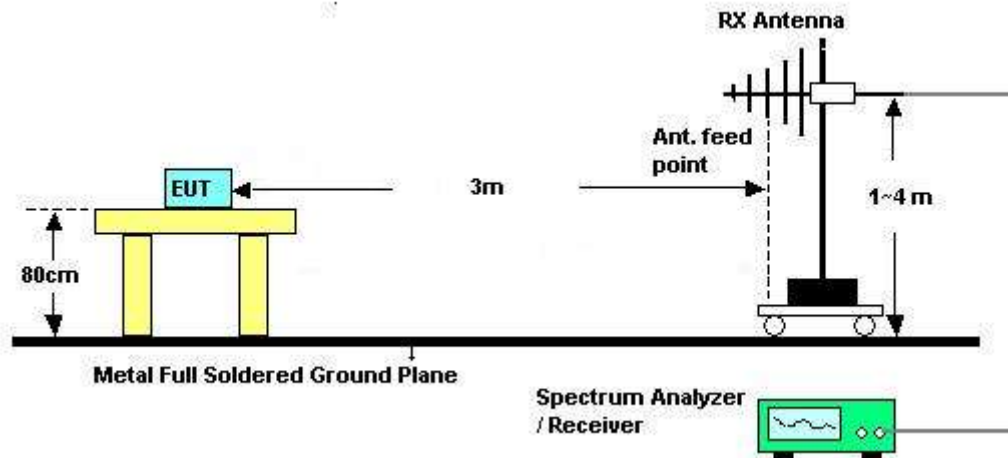 RX Antenna
Ant. feed
point
EUT
3m
1~4 m
80cm
Metal Full Soldered Ground Plane
Spectrum Analyzer
/ Receiver